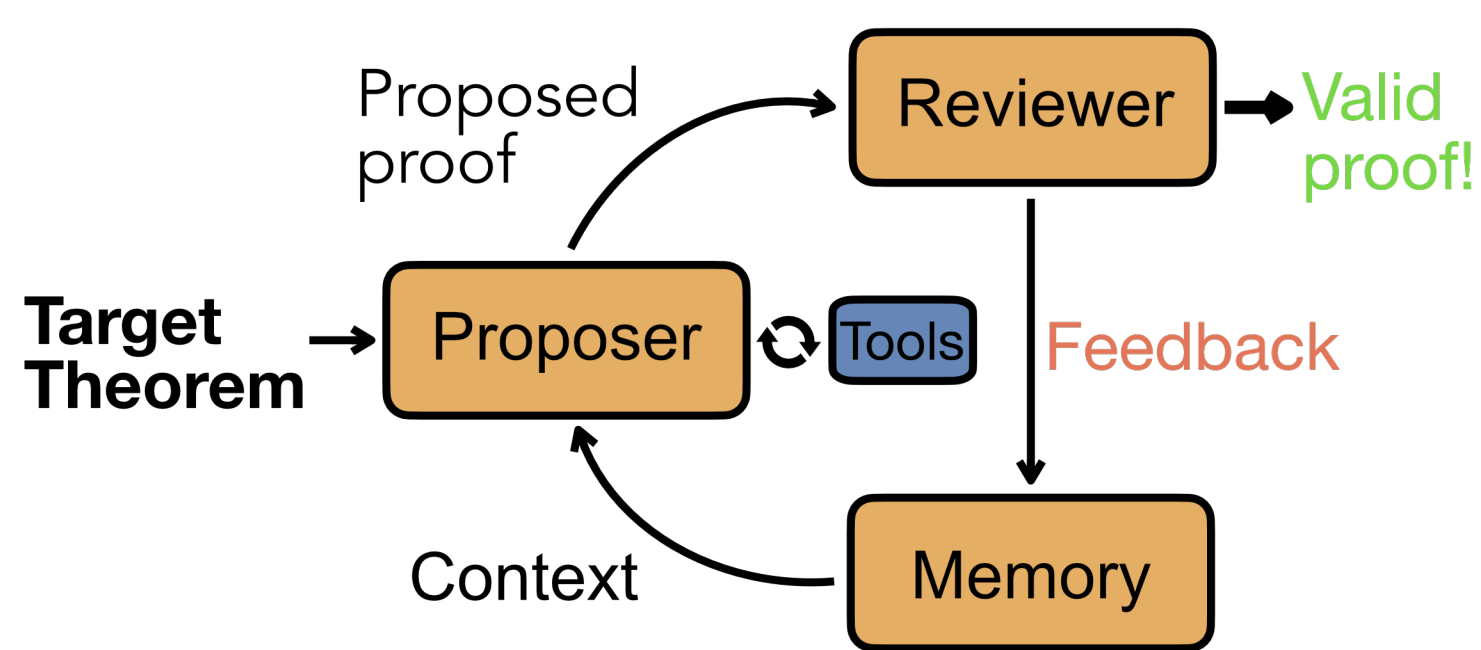 Proposed
proof
Reviewer
Valid
proof!
Target
Theorem
Proposer
Tools
Feedback
Context
Memory